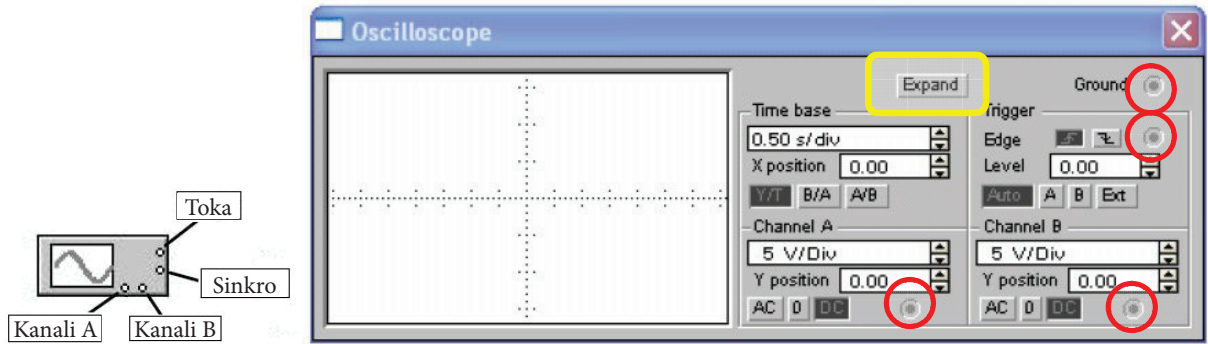 Toka
Sinkro
Kanali A
Kanali B
Oscilloscope
Expand
Ground
Time base
0.50 s/div
X position 0.00
Y/T B/A A/B
Trigger
Edge
Level 0.00
Auto A B Ext
Channel A
5 V/Div
Y position 0.00
AC 0 DC
Channel B
5 V/Div
Y position 0.00
AC 0 DC